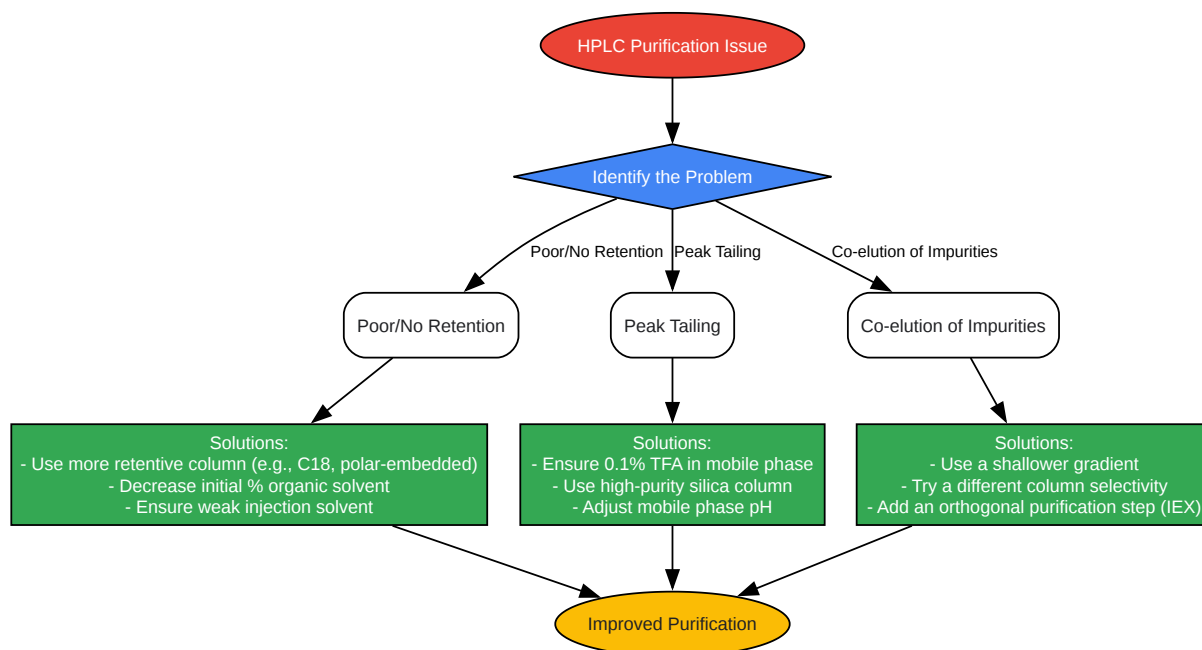 HPLC Purification Issue
Identify the Problem
Poor/No Retention
Peak Tailing
Co-elution of Impurities
Poor/No Retention
Peak Tailing
Co-elution of Impurities
Solutions:
- Use more retentive column (e.g., C18, polar-embedded)
- Decrease initial % organic solvent
- Ensure weak injection solvent
Solutions:
- Ensure 0.1% TFA in mobile phase
- Use high-purity silica column
- Adjust mobile phase pH
Solutions:
- Use a shallower gradient
- Try a different column selectivity
- Add an orthogonal purification step (IEX)
Improved Purification